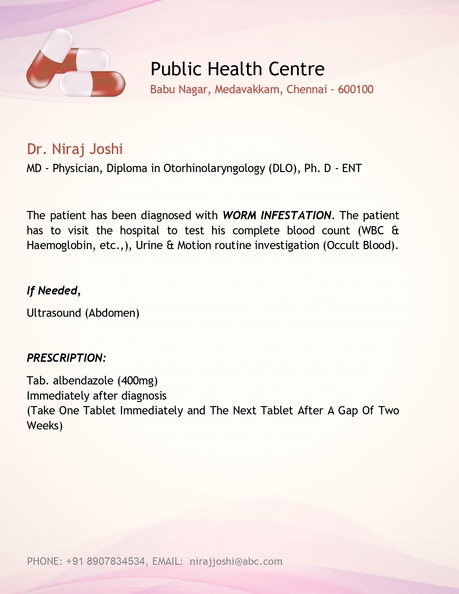 Public Health Centre
Babu Nagar, Medavakkam, Chennai - 600100
Dr. Niraj Joshi
MD - Physician, Diploma in Otorhinolaryngology (DLO), Ph. D - ENT
The patient has been diagnosed with WORM INFESTATION. The patient
has to visit the hospital to test his complete blood count (WBC &
Haemoglobin, etc.,), Urine & Motion routine investigation (Occult Blood).
If Needed,
Ultrasound (Abdomen)
PRESCRIPTION:
Tab. albendazole (400mg)
Immediately after diagnosis
(Take One Tablet Immediately and The Next Tablet After A Gap Of Two
Weeks)
PHONE: +91 8907834534, EMAIL: nirajjoshi@abc.com